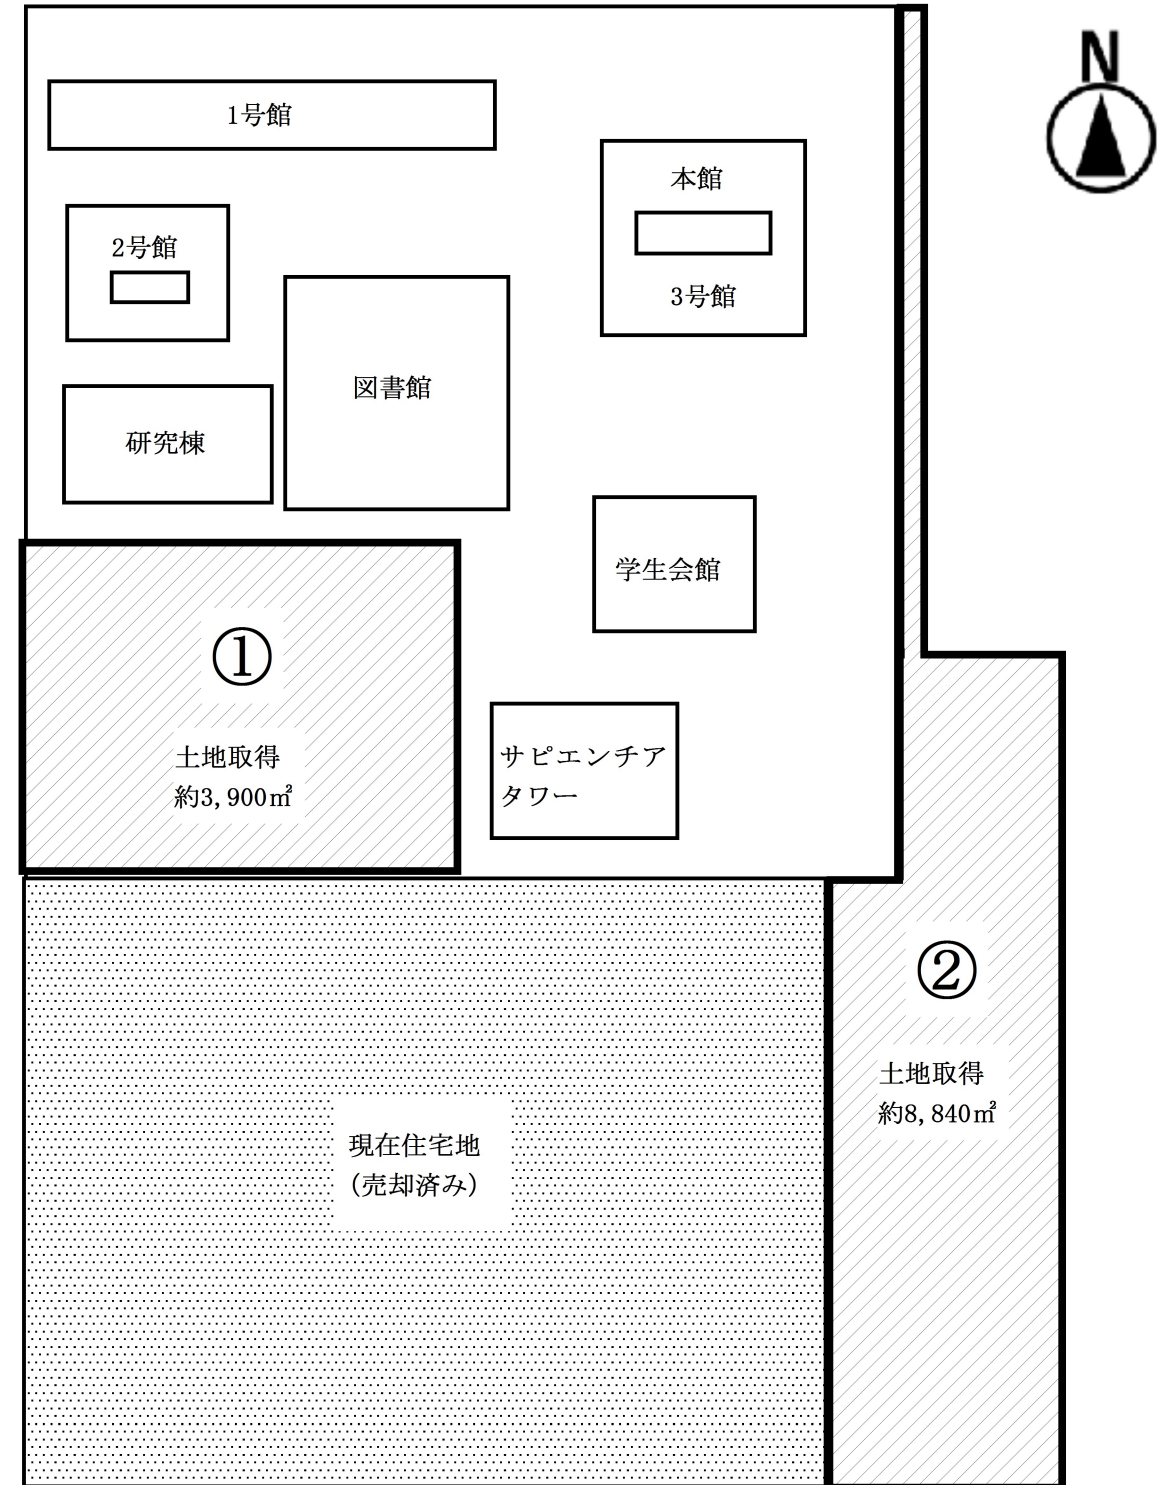 N
1号館
本館
3号館
2号館
図書館
研究棟
学生会館
①
土地取得
約3,900㎡
サピエンチア
タワー
②
土地取得
約8,840㎡
現在住宅地
(売却済み)